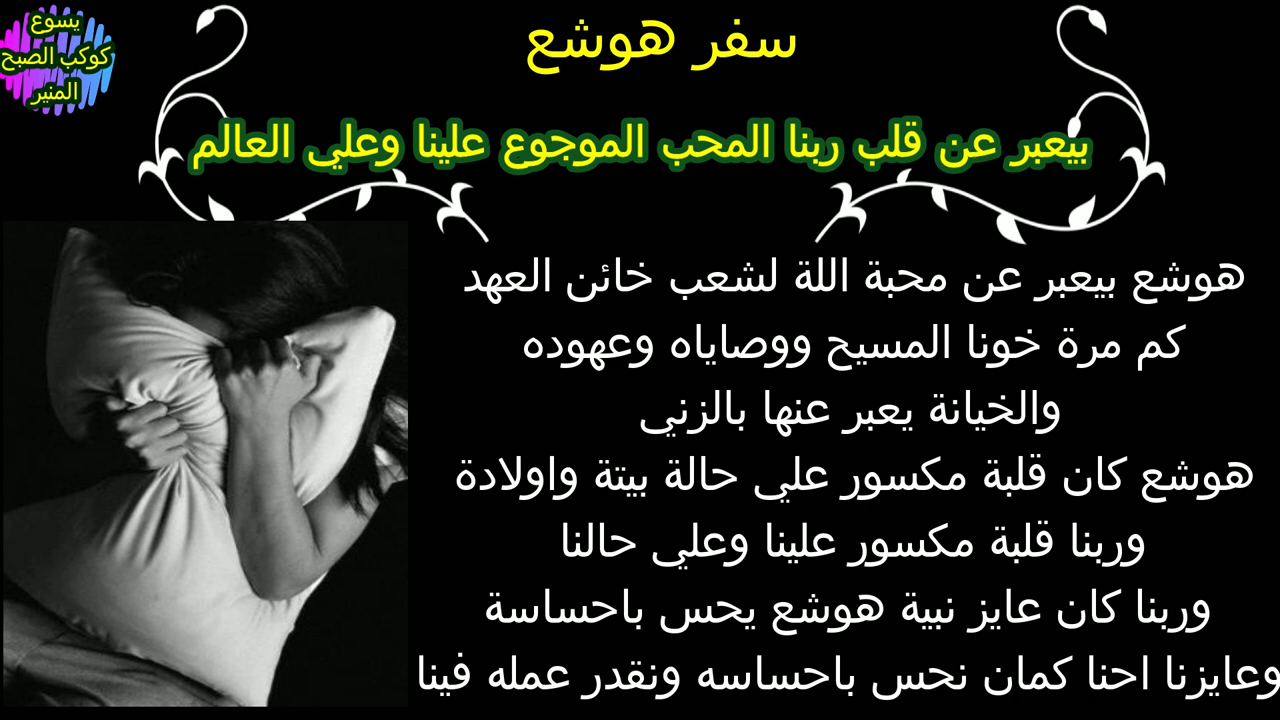 يسوع
كوكب الصبح
المنير
سفر هوشع
بيعبر عن قلب ربنا المحب الموجوع علينا وعلي العالم
هوشع بيعبر عن محبة اللة لشعب خائن العهد
كم مرة خونا المسيح ووصاياه وعهوده
والخيانة يعبر عنها بالزني
هوشع كان قلبة مكسور علي حالة بيتة واولادة
وربنا قلبة مكسور علينا وعلي حالنا
وربنا كان عايز نبية هوشع يحس باحساسة
وعايزنا احنا كمان نحس باحساسه ونقدر عمله فينا